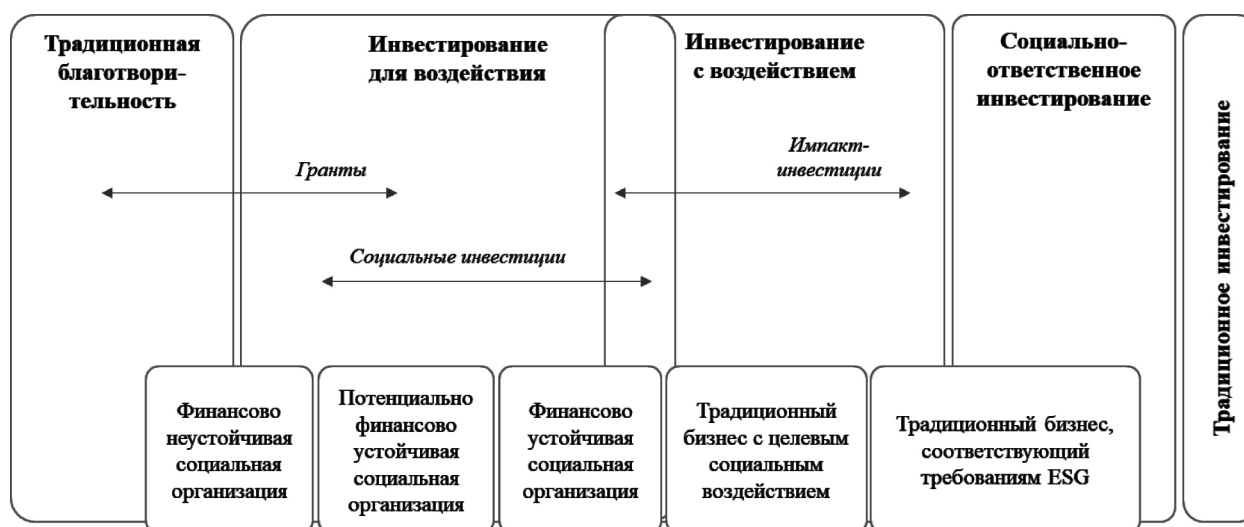 Традиционная
благотвори-
тельность
Инвестирование
для воздействия
Инвестирование
с воздействием
Социально-
ответственное
инвестирование
Традиционное инвестирование
Гранты
Импакт-
инвестиции
Социальные инвестиции
Финансово
неустойчивая
социальная
организация
Потенциально
финансово
устойчивая
социальная
организация
Финансово
устойчивая
социальная
организация
Традиционный
бизнес с целевым
социальным
воздействием
Традиционный бизнес,
соответствующий
требованиям ESG